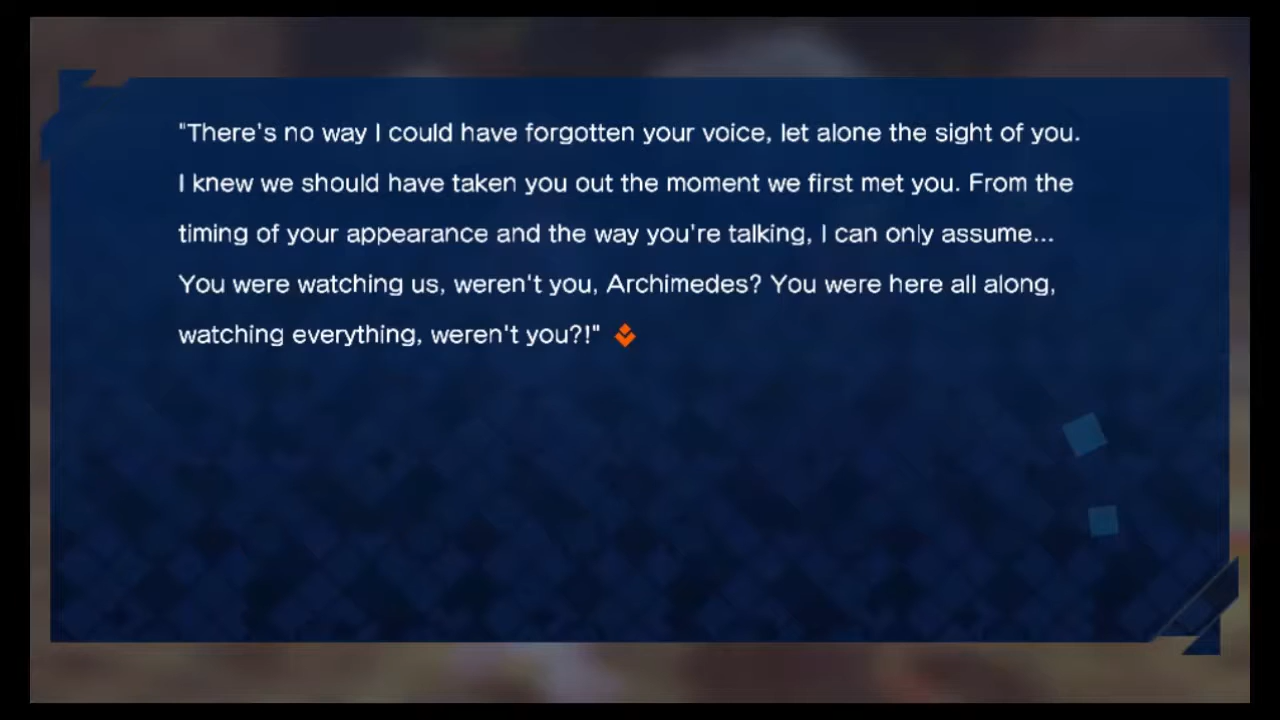 "There's no way I could have forgotten your voice, let alone the sight of you.
I knew we should have taken you out the moment we first met you. From the
timing of your appearance and the way you're talking, I can only assume...
You were watching us, weren't you, Archimedes? You were here all along,
watching everything, weren't you?!"